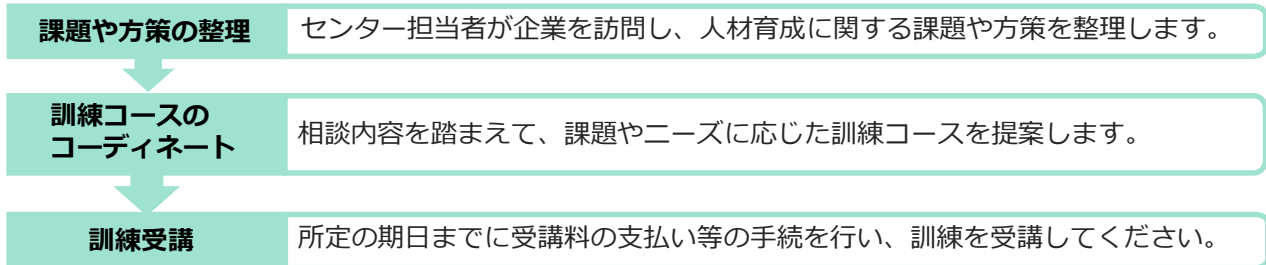 課題や方策の整理
センター担当者が企業を訪問し、人材育成に関する課題や方策を整理します。
訓練コースの
コーディネート
相談内容を踏まえて、課題やニーズに応じた訓練コースを提案します。
訓練受講
所定の期日までに受講料の支払い等の手続を行い、訓練を受講してください。